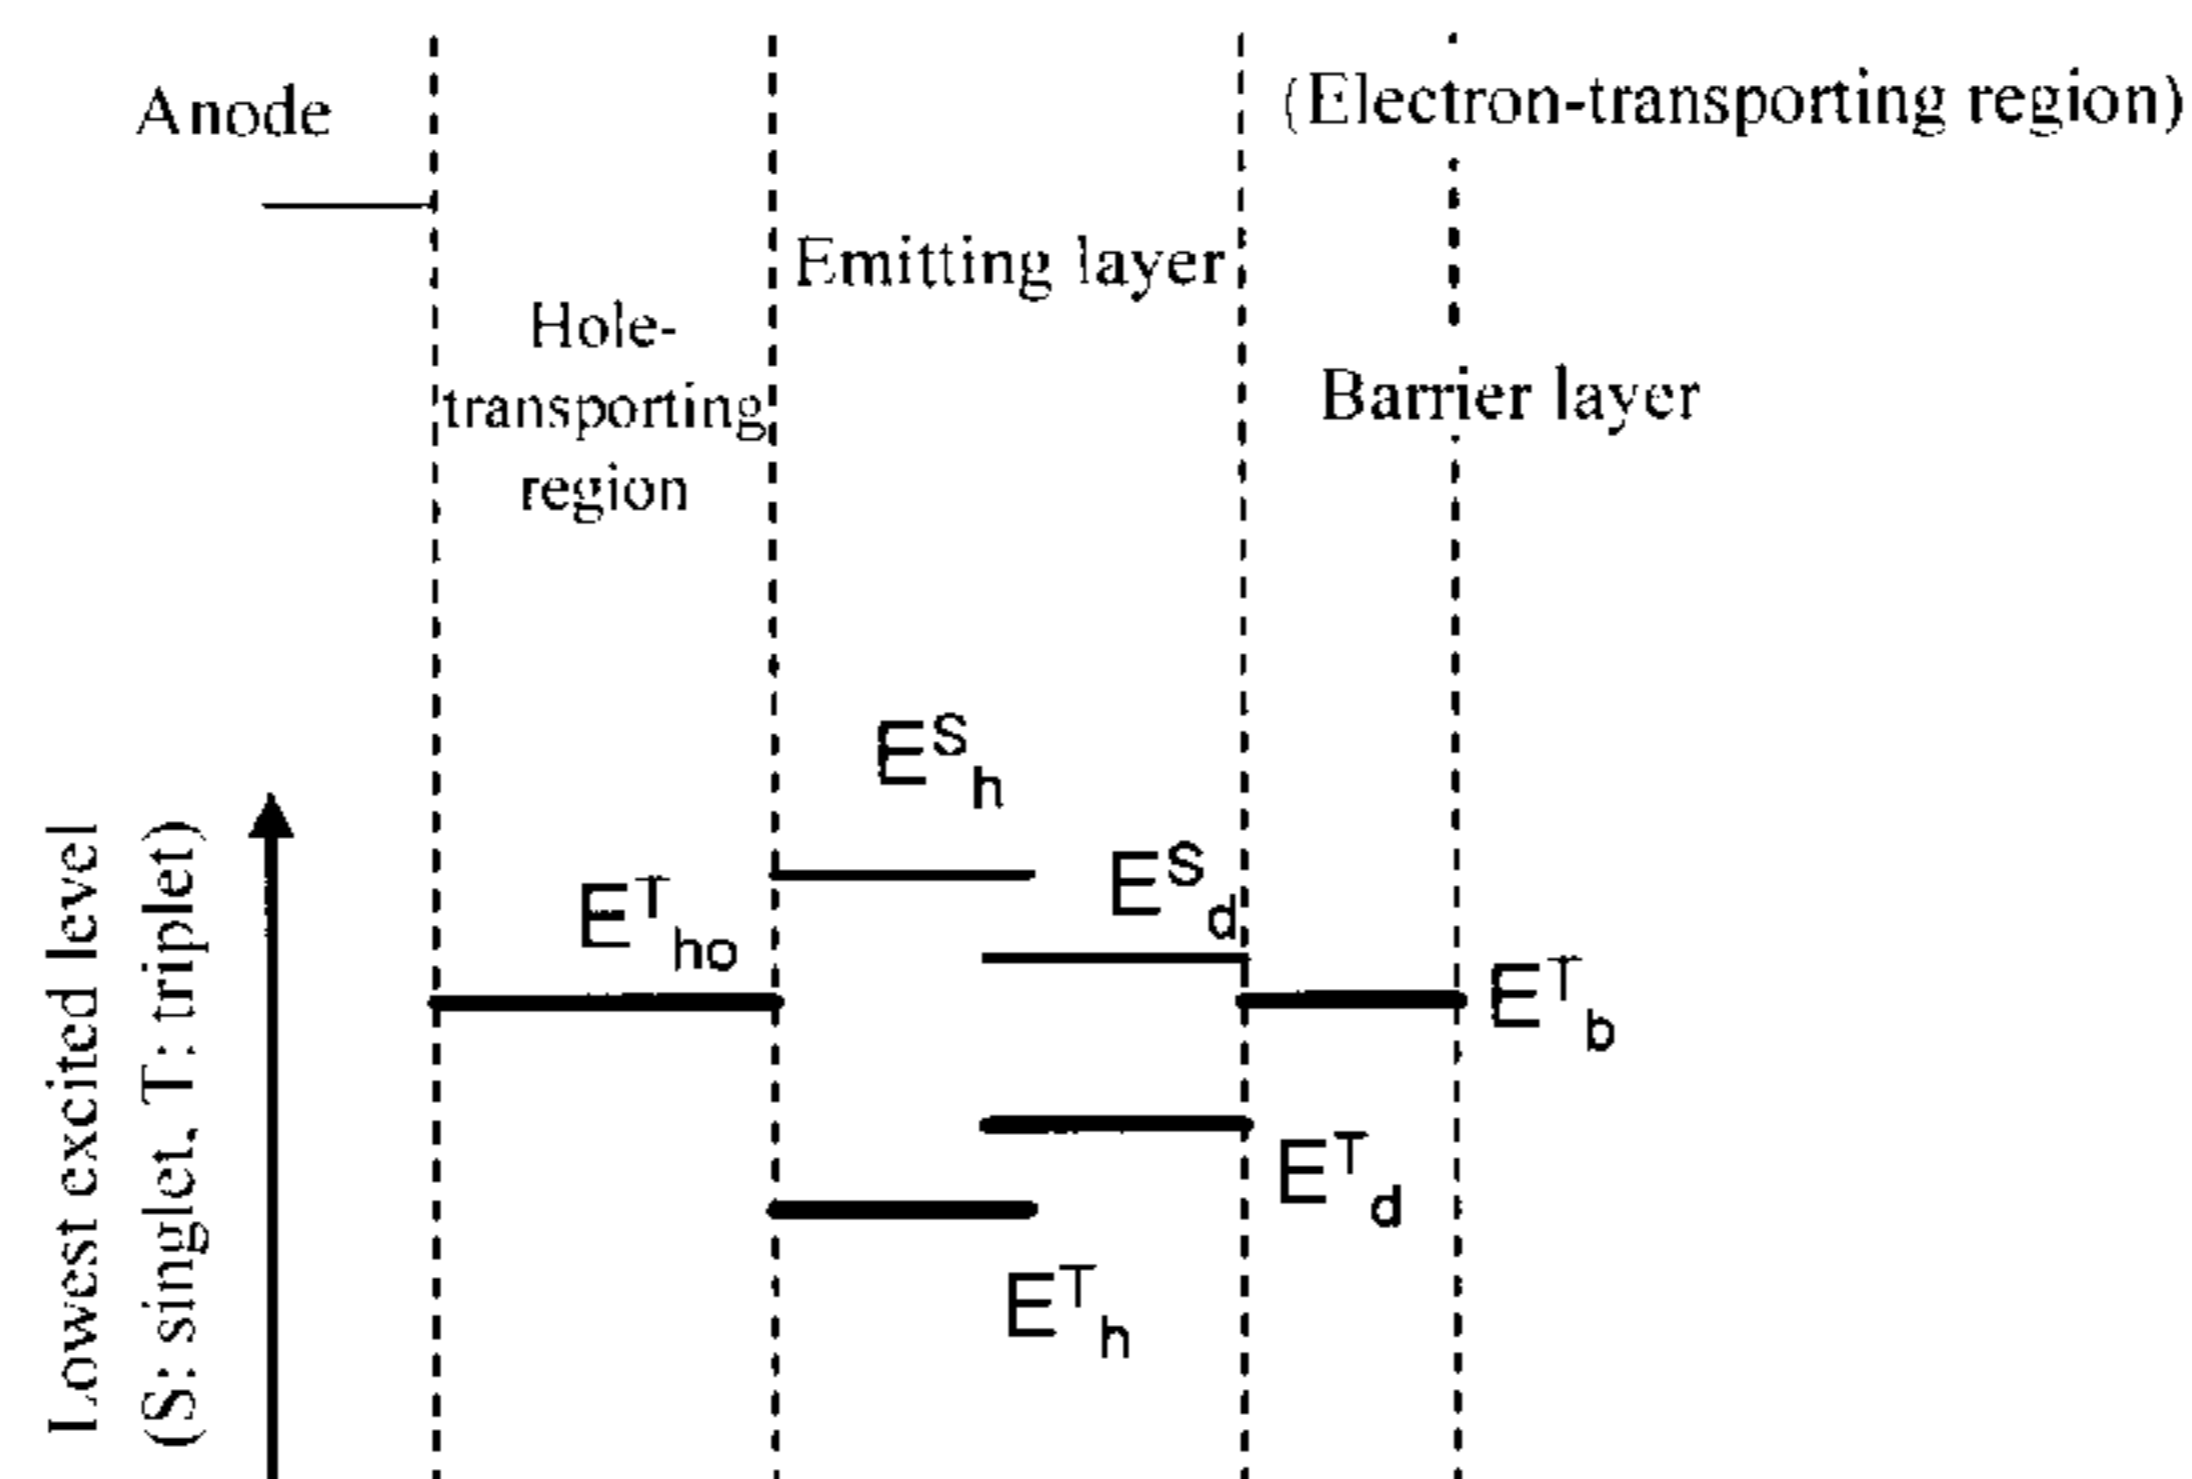 Anode
(Electron-transporting region)
Emitting layer
Hole-
transporting
region
Barrier layer
E^S_h
E^S_d
E^T_ho
E^T_b
E^T_d
E^T_h
Lowest excited level
(S: singlet, T: triplet)